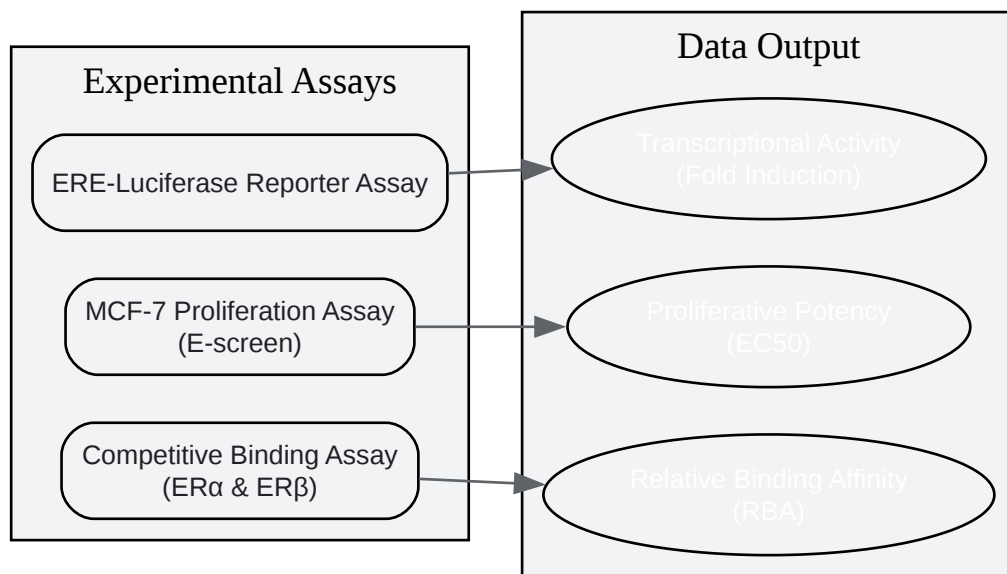 Experimental Assays
ERE-Luciferase Reporter Assay
MCF-7 Proliferation Assay
(E-screen)
Competitive Binding Assay
(ERα & ERβ)
Data Output
Transcriptional Activity
(Fold Induction)
Proliferative Potency
(EC50)
Relative Binding Affinity
(RBA)